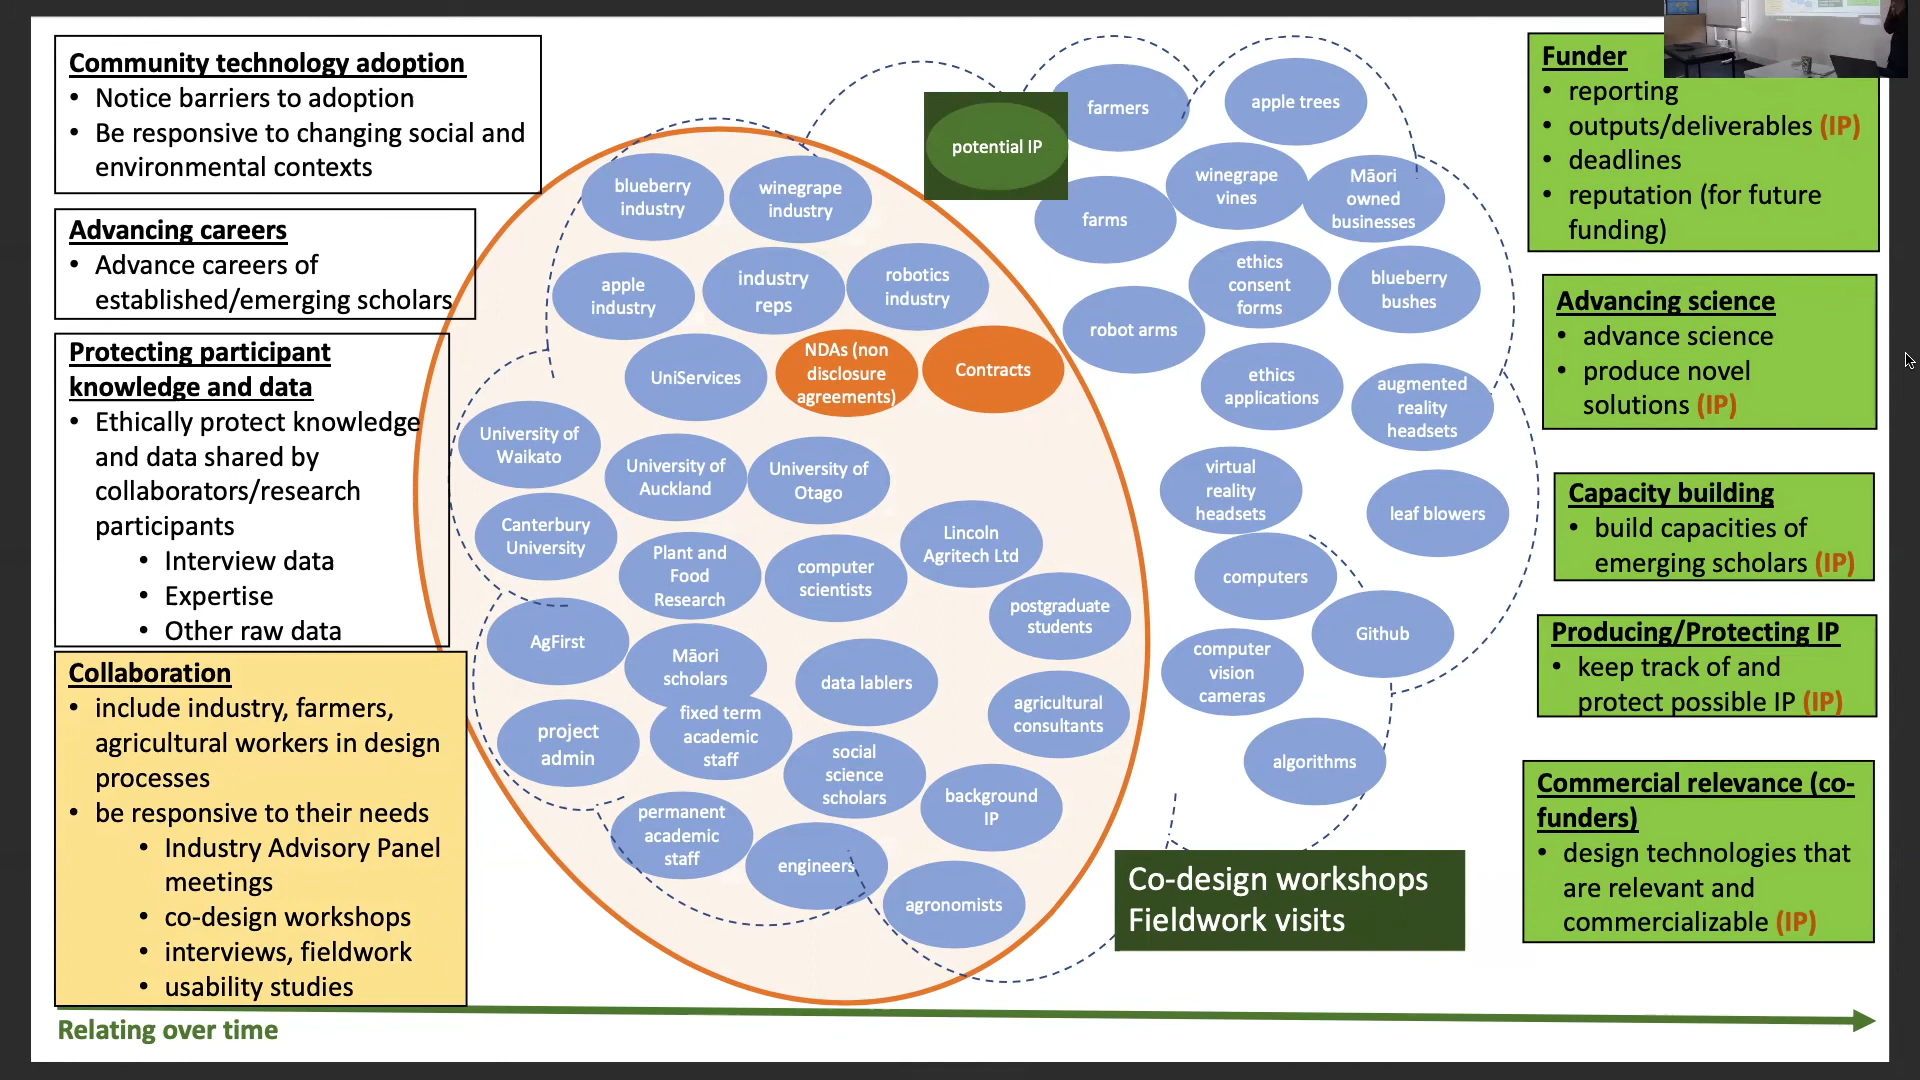 Community technology adoption
• Notice barriers to adoption
• Be responsive to changing social and
environmental contexts
Advancing careers
• Advance careers of
established/emerging scholars
Protecting participant
knowledge and data
• Ethically protect knowledge
and data shared by
collaborators/research
participants
• Interview data
• Expertise
• Other raw data
Collaboration
• include industry, farmers,
agricultural workers in design
processes
• be responsive to their needs
• Industry Advisory Panel
meetings
• co-design workshops
• interviews, fieldwork
• usability studies
blueberry
industry
winegrape
industry
apple
industry
industry
reps
robotics
industry
UniServices
NDAs (non
disclosure
agreements)
Contracts
University of
Waikato
University of
Auckland
University of
Otago
Canterbury
University
Plant and
Food
Research
computer
scientists
Lincoln
Agritech Ltd
postgraduate
students
AgFirst
Māori
scholars
data lablers
agricultural
consultants
project
admin
fixed term
academic
staff
social
science
scholars
background
IP
permanent
academic
staff
engineers
agronomists
potential IP
farmers
apple trees
farms
winegrape
vines
Māori
owned
businesses
ethics
consent
forms
blueberry
bushes
robot arms
ethics
applications
augmented
reality
headsets
virtual
reality
headsets
leaf blowers
computers
Github
computer
vision
cameras
algorithms
Co-design workshops
Fieldwork visits
Funder
• reporting
• outputs/deliverables (IP)
• deadlines
• reputation (for future
funding)
Advancing science
• advance science
• produce novel
solutions (IP)
Capacity building
• build capacities of
emerging scholars (IP)
Producing/Protecting IP
• keep track of and
protect possible IP (IP)
Commercial relevance (co-
funders)
• design technologies that
are relevant and
commercializable (IP)
Relating over time